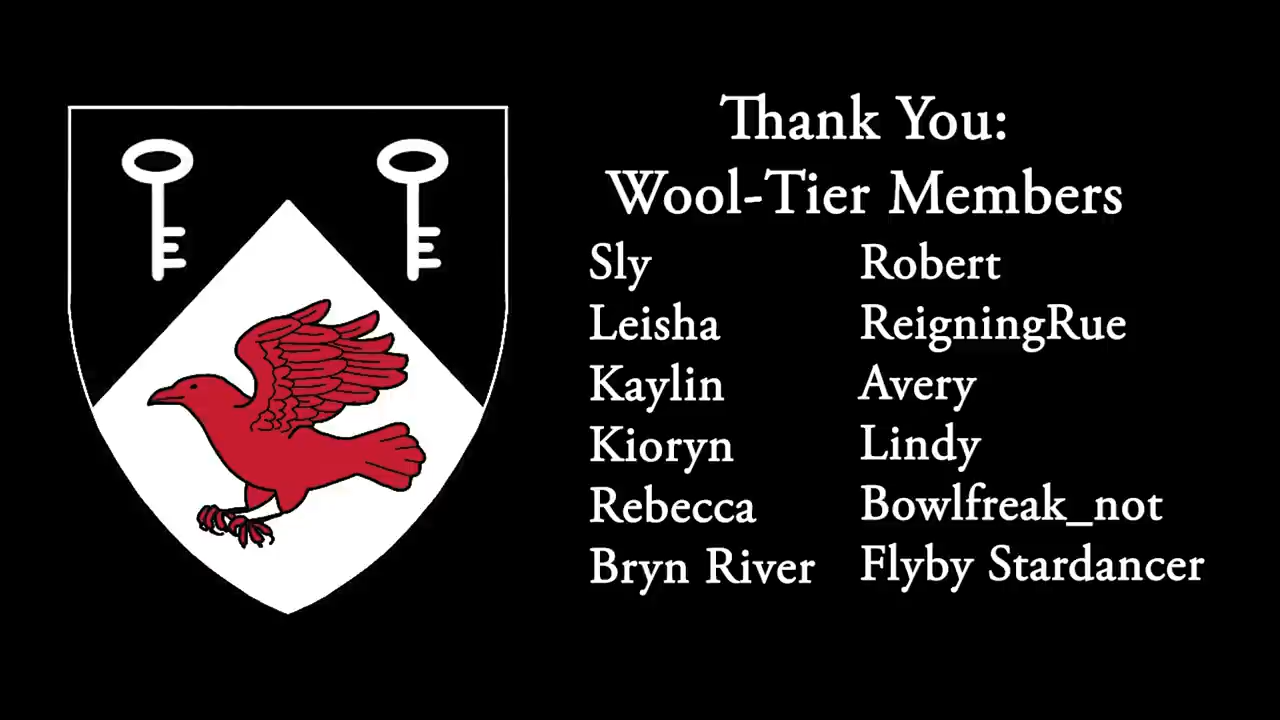 Thank You:
Wool-Tier Members
Sly
Leisha
Kaylin
Kioryn
Rebecca
Bryn River
Robert
ReigningRue
Avery
Lindy
Bowlfreak_not
Flyby Stardancer